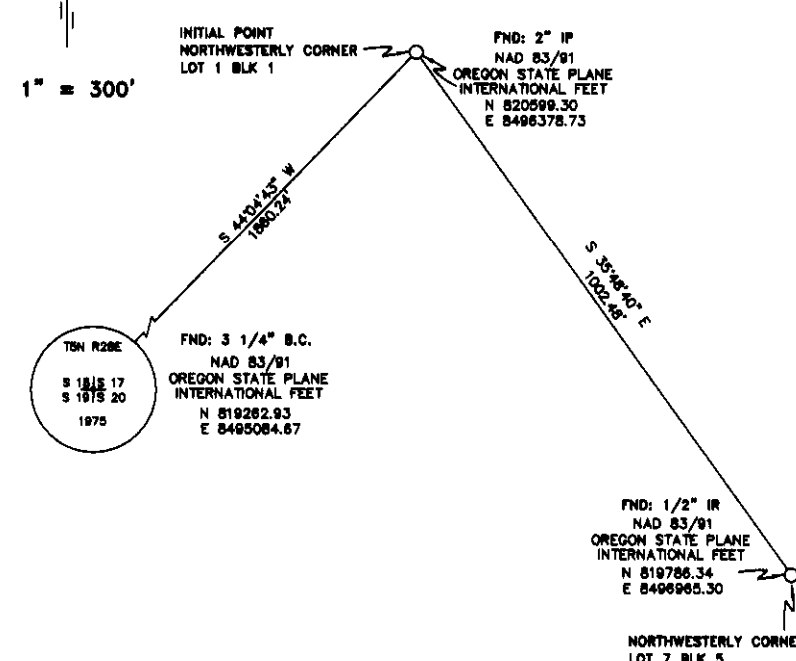 INITIAL POINT
NORTHWESTERLY CORNER
LOT 1 BLK 1
1" = 300'
FND: 2" IP
NAD 83/91
OREGON STATE PLANE
INTERNATIONAL FEET
N 820599.30
E 8496378.73
S 44°04'43" W
1860.24'
S 35°48'40" E
1002.48'
T5N R28E
S 18 S 17
S 19 S 20
1975
FND: 3 1/4" B.C.
NAD 83/91
OREGON STATE PLANE
INTERNATIONAL FEET
N 819262.93
E 8495084.67
FND: 1/2" IR
NAD 83/91
OREGON STATE PLANE
INTERNATIONAL FEET
N 819786.34
E 8496965.30
NORTHWESTERLY CORNE
LOT 7 BLK 5